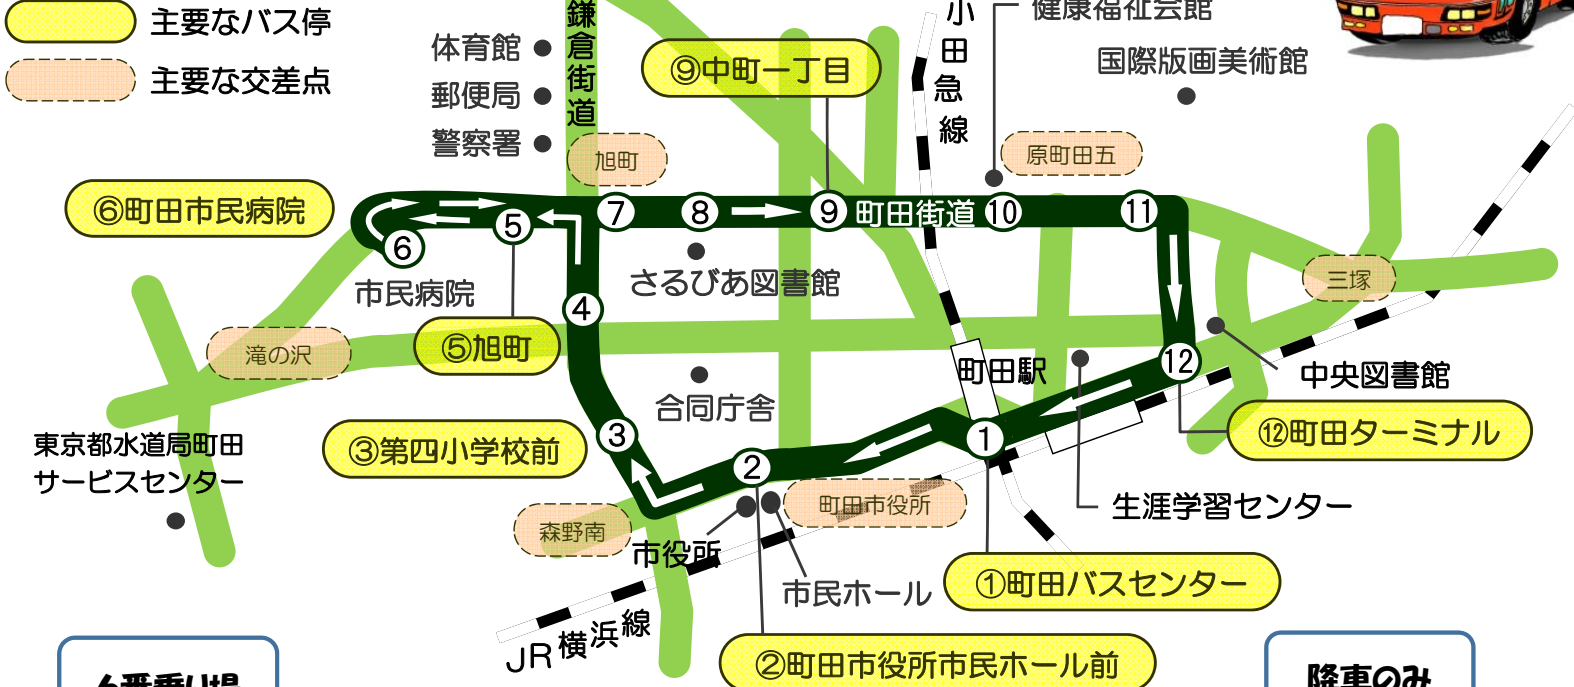 主要なバス停
主要な交差点
鎌倉街道
体育館
郵便局
警察署
⑨中町一丁目
小田急線
健康福祉会館
国際版画美術館
旭町
原町田五
⑥町田市民病院
5
7
8
9
町田街道
10
11
6
市民病院
さるびあ図書館
三塚
4
滝の沢
⑤旭町
町田駅
12
中央図書館
合同庁舎
東京都水道局町田
サービスセンター
③第四小学校前
3
1
⑫町田ターミナル
2
森野南
町田市役所
生涯学習センター
市役所
市民ホール
①町田バスセンター
JR横浜線
②町田市役所市民ホール前
6番乗り場
降車のみ